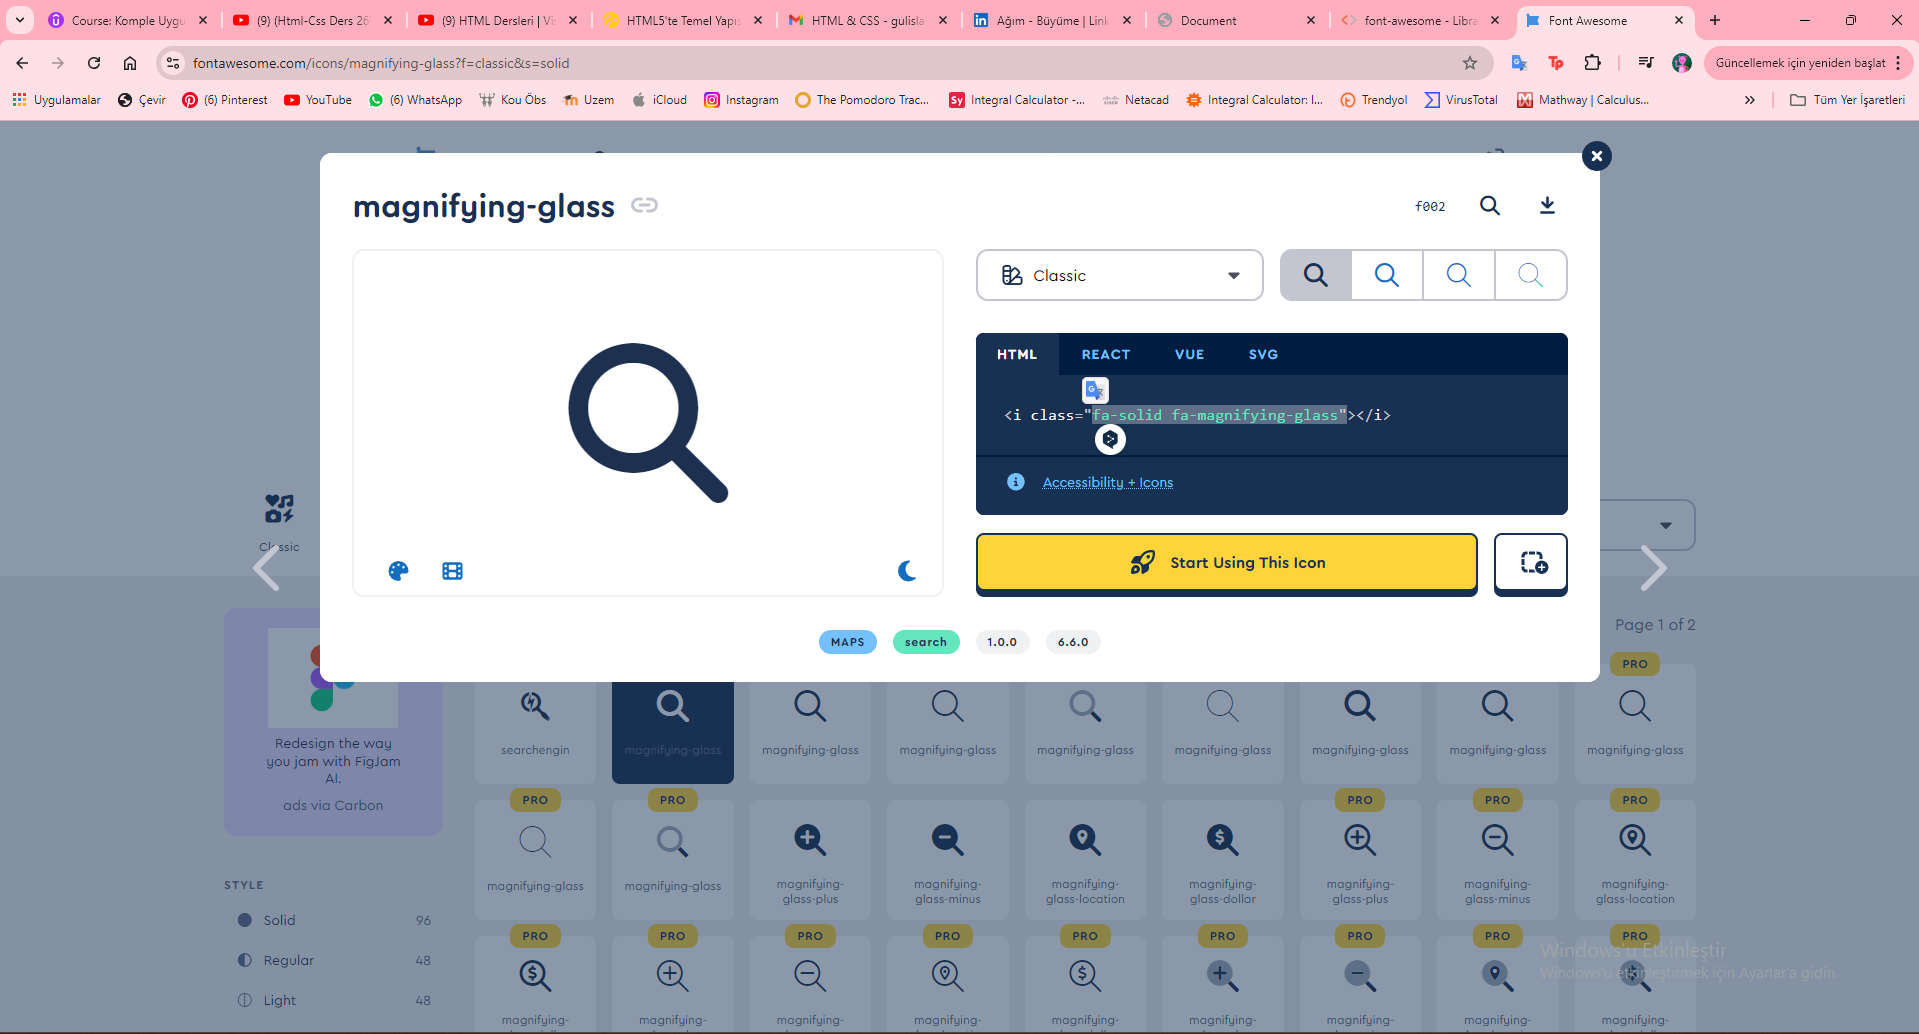 Course: Komple Uygu
(9) (Html-Css Ders 26
(9) HTML Dersleri | Vis
HTML5'te Temel Yapıs
HTML & CSS - gulisla
Ağım - Büyüme | Link
Document
font-awesome - Libra
Font Awesome
fontawesome.com/icons/magnifying-glass?f=classic&s=solid
Güncellemek için yeniden başlat
Uygulamalar
Çevir
(6) Pinterest
YouTube
(6) WhatsApp
Kou Öbs
Uzem
iCloud
Instagram
The Pomodoro Trac...
Integral Calculator -...
Netacad
Integral Calculator: I...
Trendyol
VirusTotal
Mathway | Calculus...
Tüm Yer İşaretleri
magnifying-glass
f002
Classic
HTML REACT VUE SVG
<i class="fa-solid fa-magnifying-glass"></i>
Accessibility + Icons
Start Using This Icon
MAPS search 1.0.0 6.6.0
Classic
Page 1 of 2
Redesign the way
you jam with FigJam
AI.
ads via Carbon
STYLE
Solid 96
Regular 48
Light 48
PRO
searchengin magnifying-glass magnifying-glass magnifying-glass magnifying-glass magnifying-glass magnifying-glass magnifying-glass magnifying-glass
PRO PRO PRO PRO PRO
magnifying-glass magnifying-glass magnifying-glass-plus magnifying-glass-minus magnifying-glass-location magnifying-glass-dollar magnifying-glass-plus magnifying-glass-minus magnifying-glass-location
PRO PRO PRO PRO PRO PRO PRO PRO PRO
magnifying- magnifying- magnifying- magnifying- magnifying- magnifying- magnifying- magnifying- magnifying-
Windows'u Etkinleştir
Windows'u etkinleştirmek için Ayarlar'a gidin.